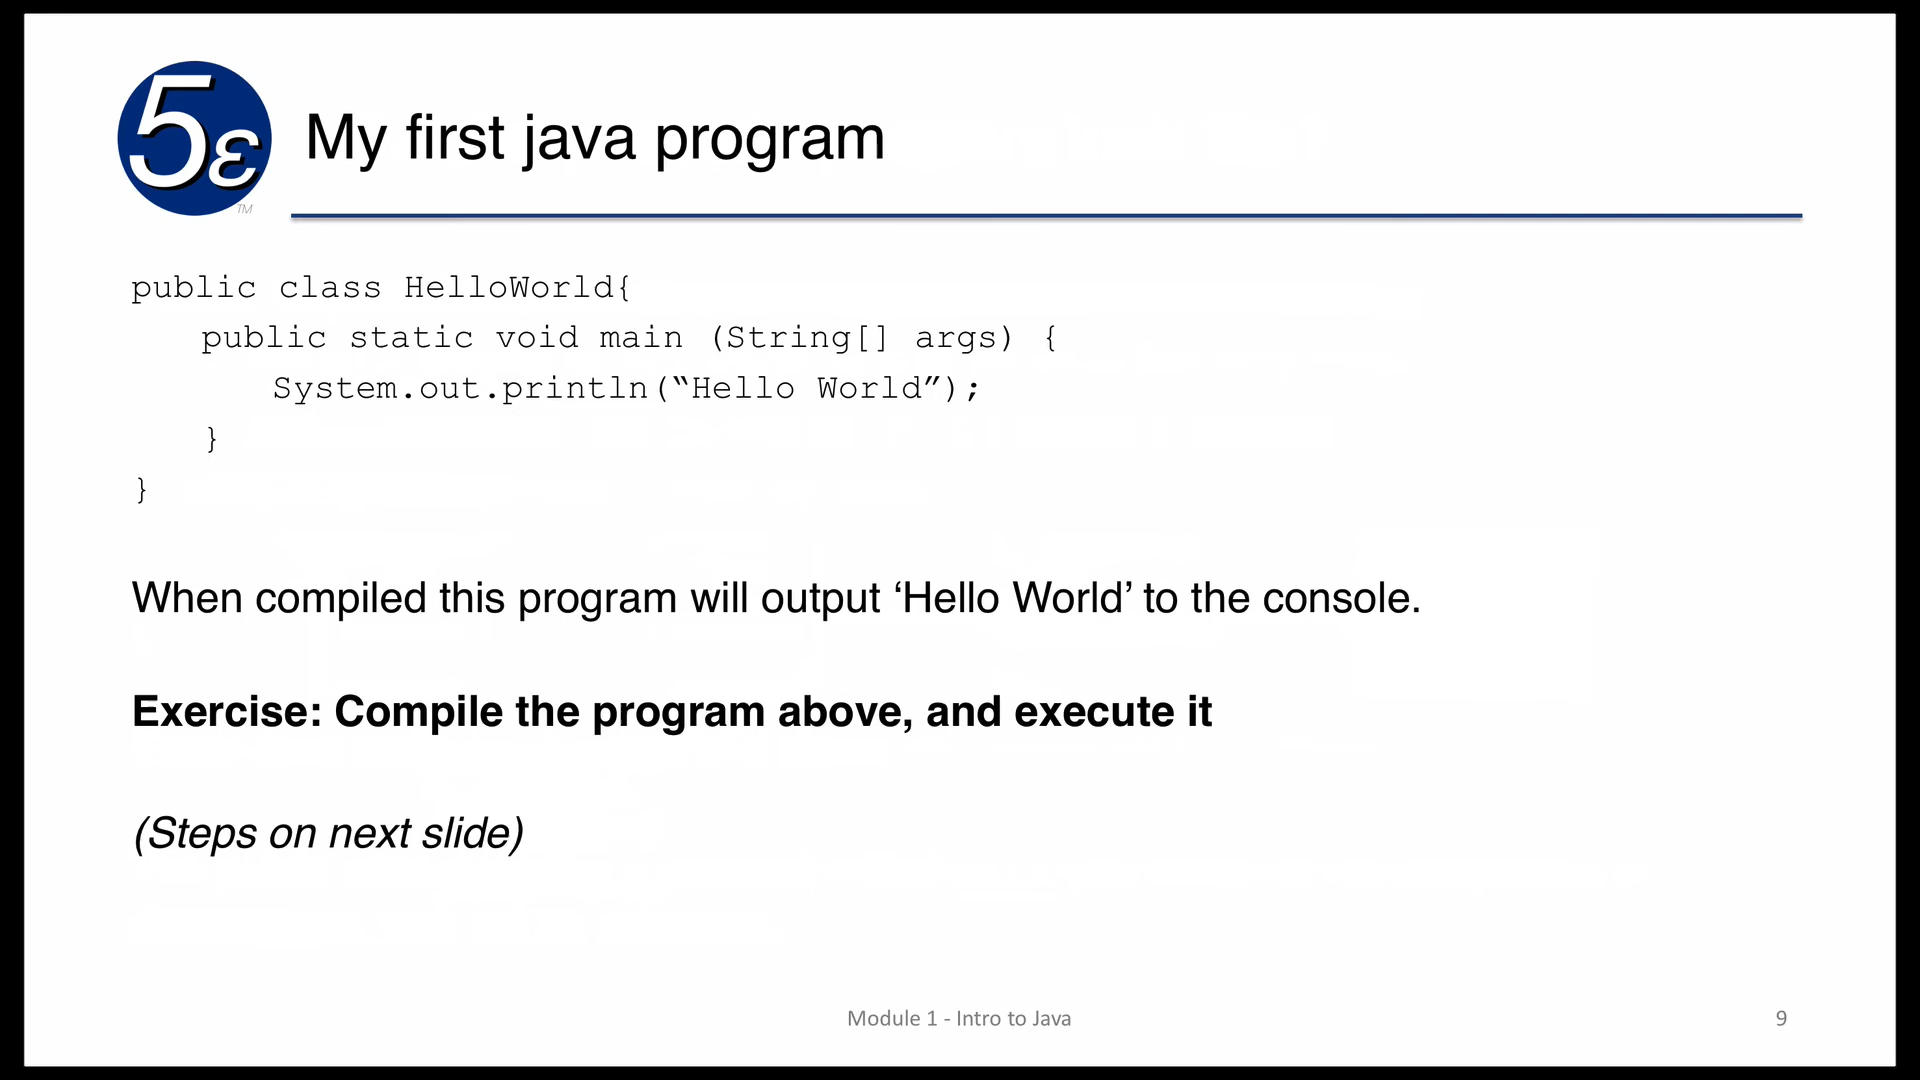 5ε
TM
My first java program
public class HelloWorld{
public static void main (String[] args) {
System.out.println(“Hello World”);
}
}
When compiled this program will output ‘Hello World’ to the console.
Exercise: Compile the program above, and execute it
(Steps on next slide)
Module 1 - Intro to Java
9